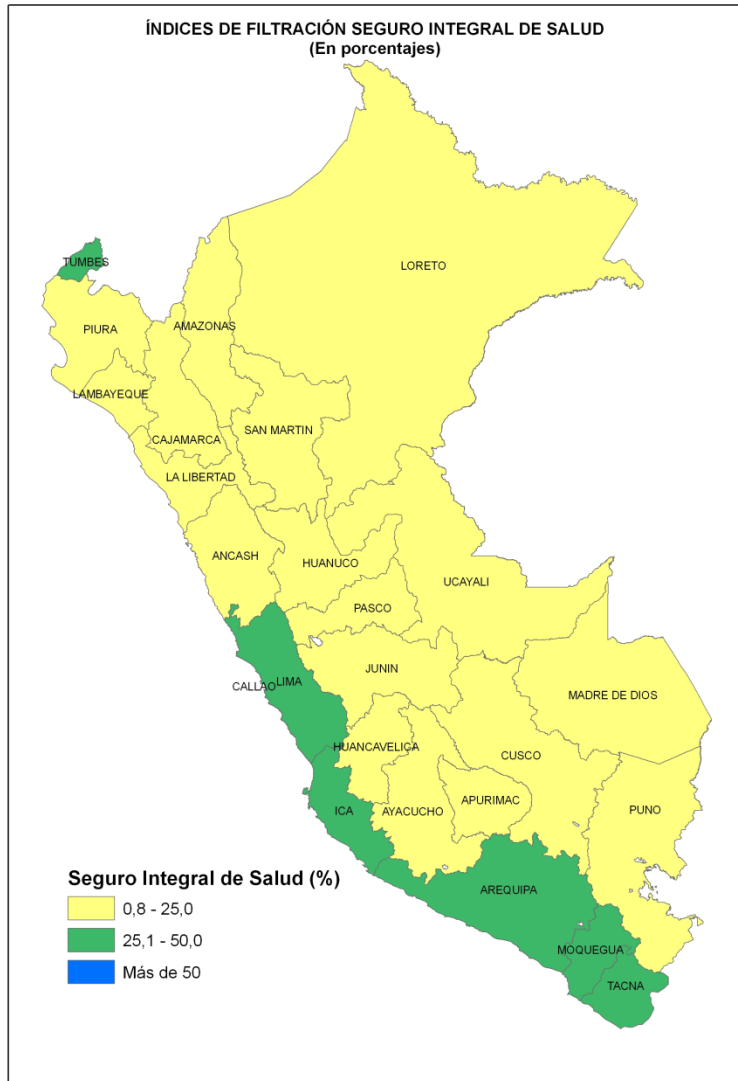 ÍNDICES DE FILTRACIÓN SEGURO INTEGRAL DE SALUD
(En porcentajes)
LORETO
TUMBES
PIURA
AMAZONAS
LAMBAYEQUE
CAJAMARCA
SAN MARTIN
LA LIBERTAD
ANCASH
HUANUCO
UCAYALI
PASCO
JUNIN
CALLAO
LIMA
MADRE DE DIOS
HUANCAVELICA
CUSCO
ICA
AYACUCHO
APURIMAC
PUNO
AREQUIPA
MOQUEGUA
TACNA
Seguro Integral de Salud (%)
0,8 - 25,0
25,1 - 50,0
Más de 50